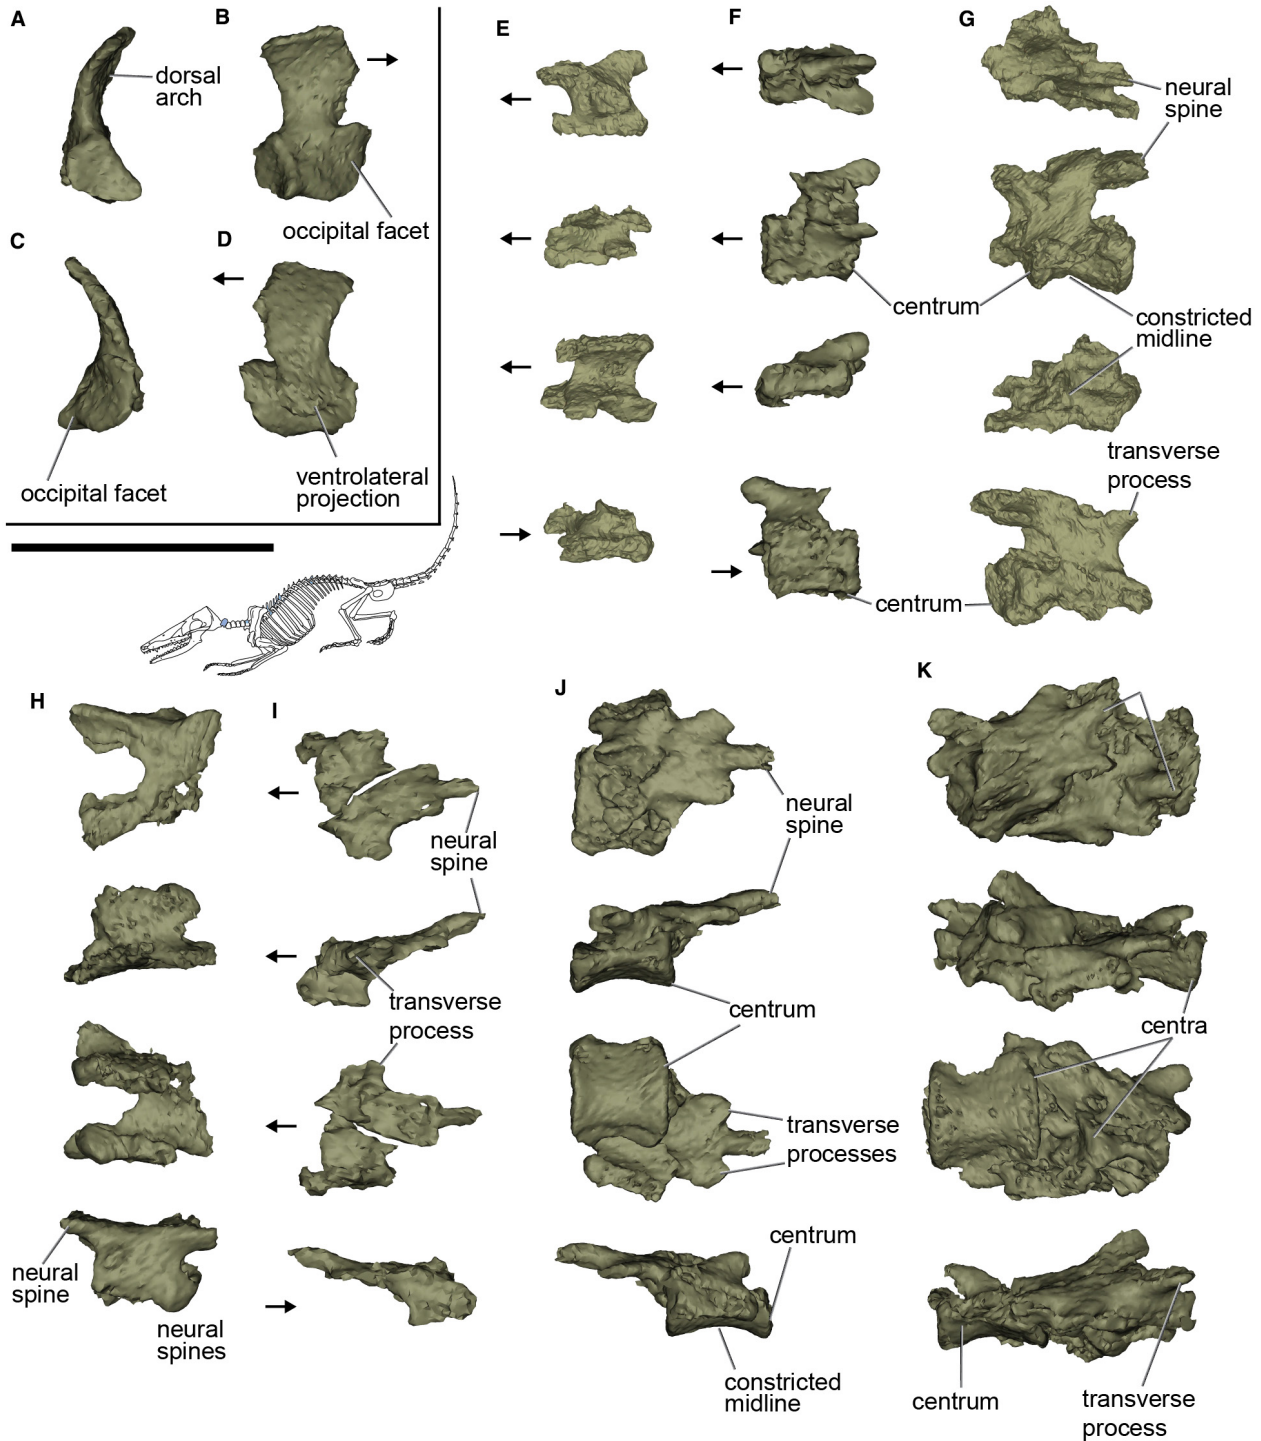 A
B
dorsal
arch
occipital facet
C
D
occipital facet
ventrolateral
projection
E
F
G
neural
spine
centrum
constricted
midline
transverse
process
centrum
H
I
neural
spine
transverse
process
neural
spine
neural
spines
J
neural
spine
centrum
transverse
processes
centrum
constricted
midline
K
centra
centrum
transverse
process